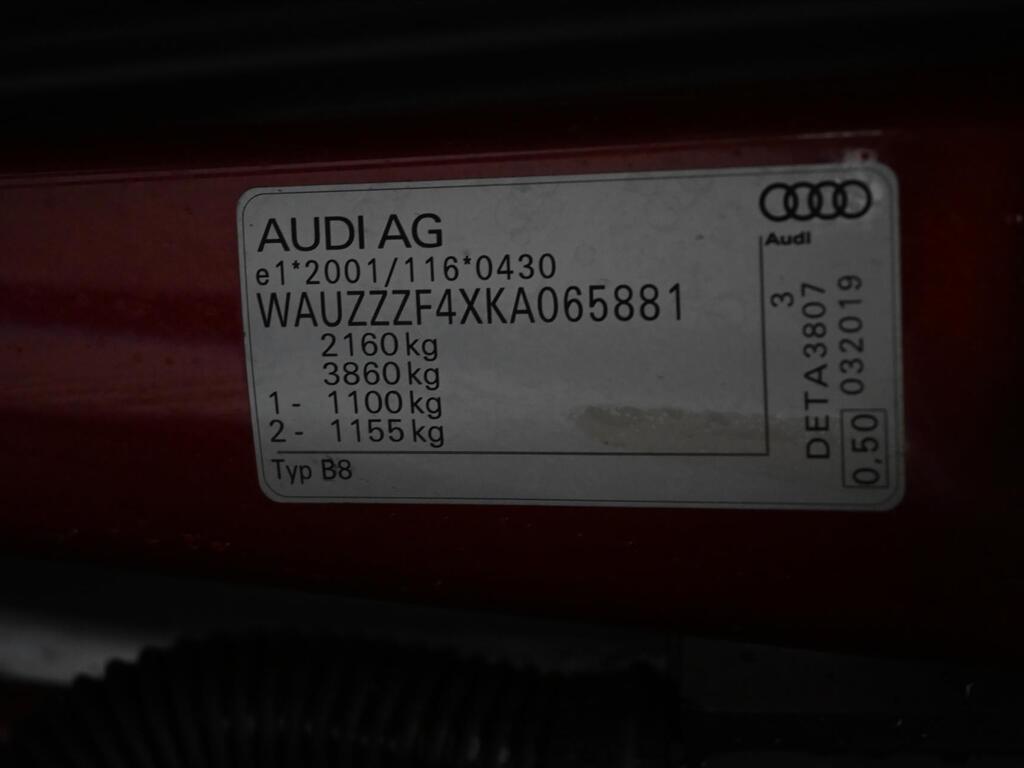 AUDI AG
e1*2001/116*0430
WAUZZZF4XKA065881
2160 kg
3860 kg
1 - 1100 kg
2 - 1155 kg
Typ B8
Audi
3
DETA3807
0,50 032019